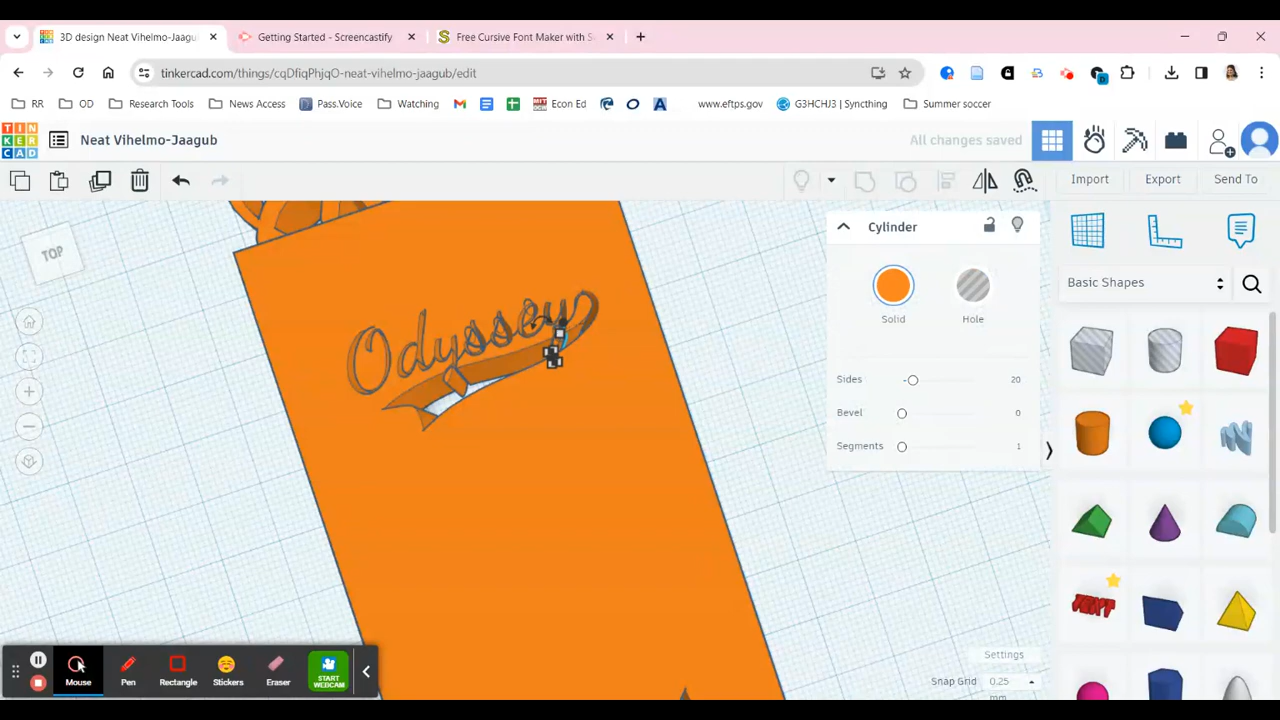 3D design Neat Vihelmo-Jaagu
Getting Started - Screencastify
Free Cursive Font Maker with S
tinkercad.com/things/cqDfiqPhjqO-neat-vihelmo-jaagub/edit
RR
OD
Research Tools
News Access
Pass.Voice
Watching
Econ Ed
www.eftps.gov
G3HCHJ3 | Syncthing
Summer soccer
TIN
KER
CAD
Neat Vihelmo-Jaagub
All changes saved
Import
Export
Send To
TOP
Cylinder
Solid
Hole
Sides
20
Bevel
0
Segments
1
Basic Shapes
Odyssey
TEXT
Settings
Snap Grid
0.25
mm
Mouse
Pen
Rectangle
Stickers
Eraser
START
WEBCAM